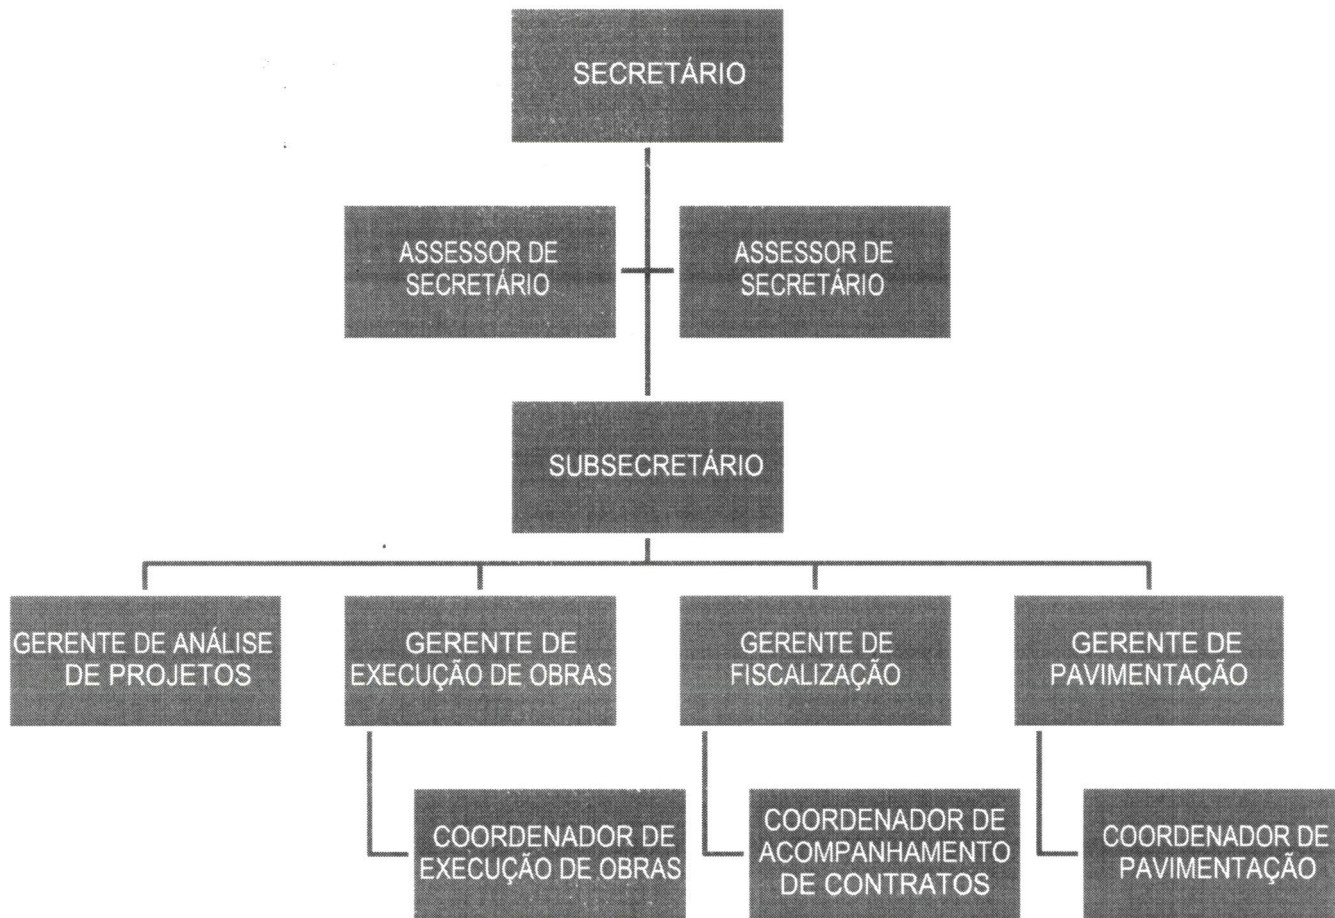 SECRETÁRIO
ASSESSOR DE
SECRETÁRIO
ASSESSOR DE
SECRETÁRIO
SUBSECRETÁRIO
GERENTE DE ANÁLISE
DE PROJETOS
GERENTE DE
EXECUÇÃO DE OBRAS
GERENTE DE
FISCALIZAÇÃO
GERENTE DE
PAVIMENTAÇÃO
COORDENADOR DE
EXECUÇÃO DE OBRAS
COORDENADOR DE
ACOMPANHAMENTO
DE CONTRATOS
COORDENADOR DE
PAVIMENTAÇÃO